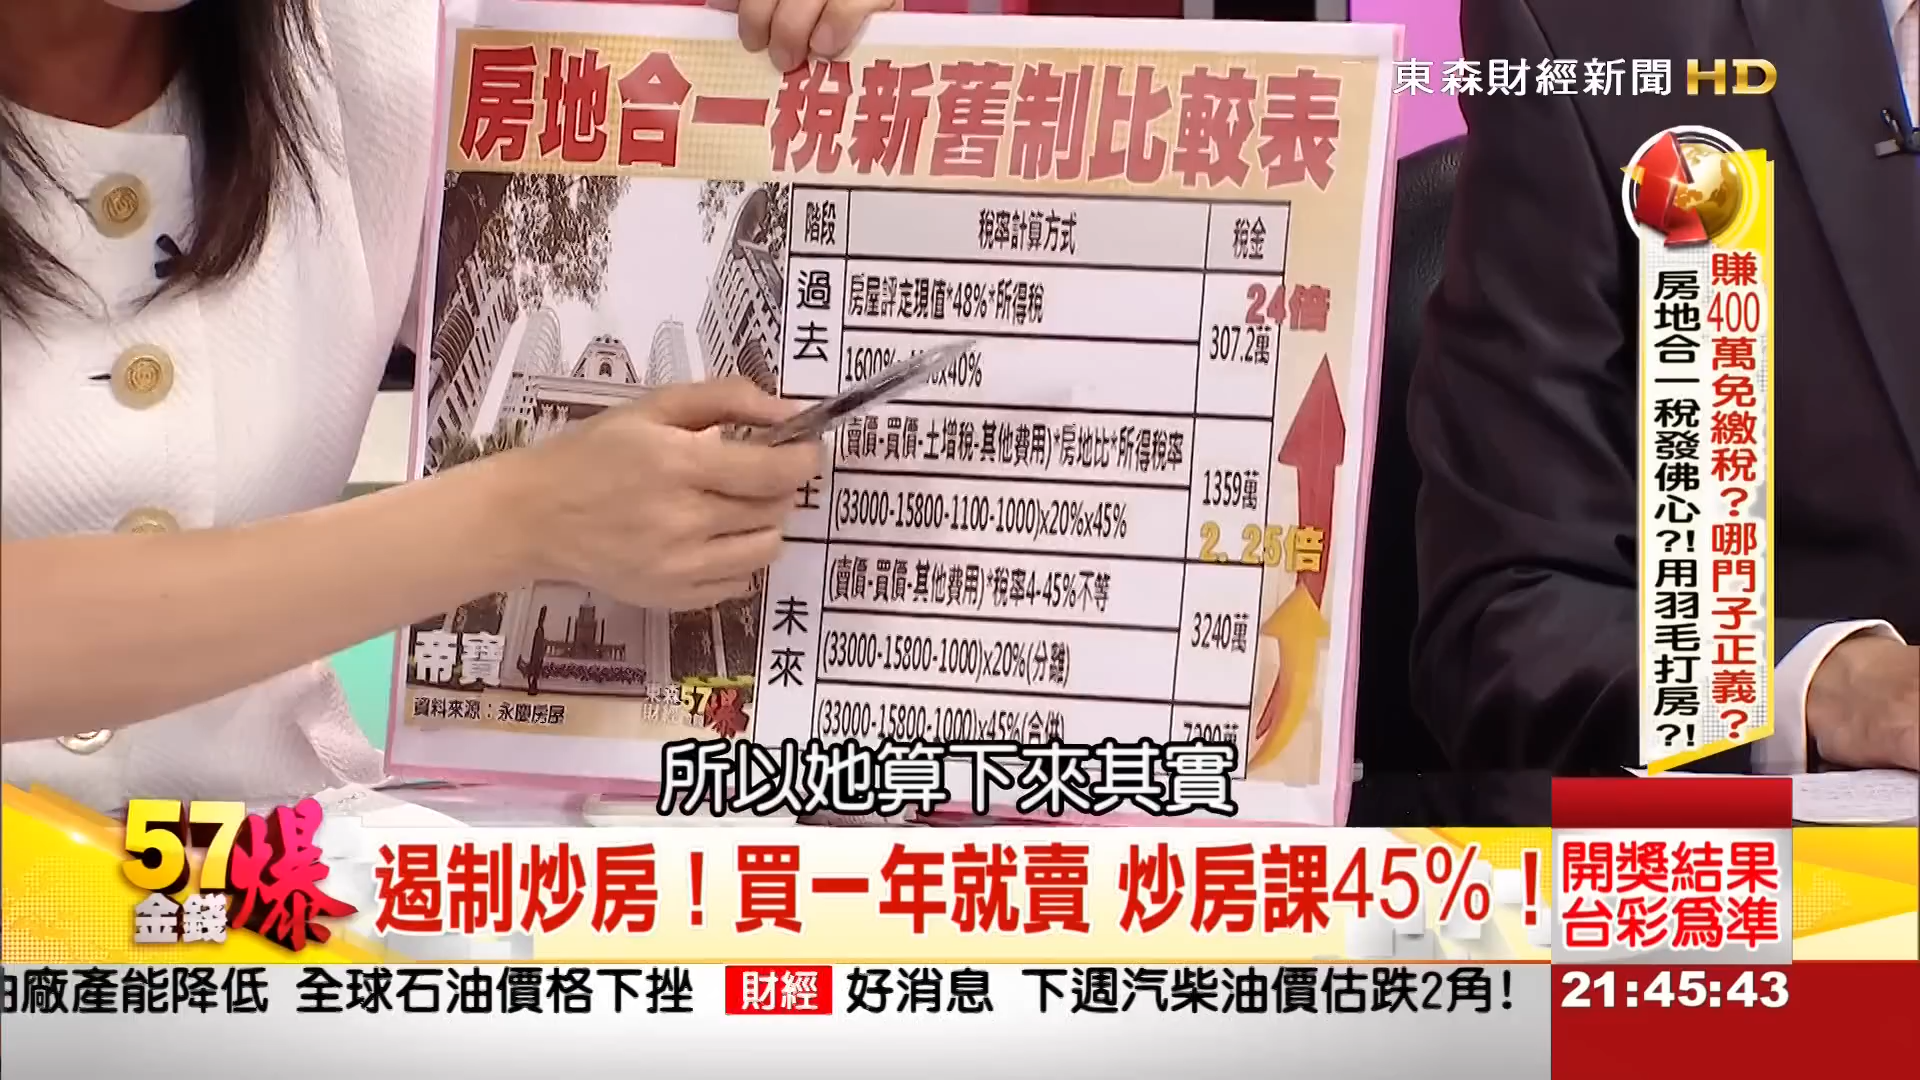 東森財經新聞HD
房地合一稅新舊制比較表
階段 稅率計算方式 稅金
過去
房屋評定現值*48%*所得稅
1600% x40%
307.2萬
24倍
(賣價-買價-土增稅-其他費用)*房地比*所得稅率
(33000-15800-1100-1000)x20%x45%
1359萬
2.25倍
未來
(賣價-買價-其他費用)*稅率4-45%不等
(33000-15800-1000)x20%(分離)
3240萬
(33000-15800-1000)x45%(合併)
帝寶
資料來源：永慶房屋
東森財經 57爆
賺400萬免繳稅?哪門子正義?
房地合一稅發佛心?!用羽毛打房?!
所以她算下來其實
57金錢爆
遏制炒房！買一年就賣 炒房課45%！
開獎結果
台彩為準
油廠產能降低 全球石油價格下挫 財經 好消息 下週汽柴油價估跌2角!
21:45:43